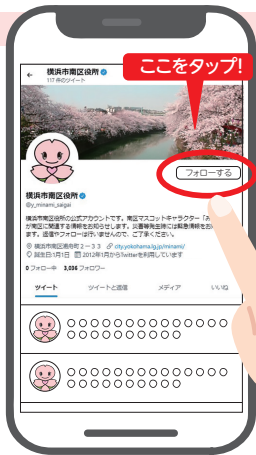 横浜市南区役所
117 件のツイート
ここをタップ!
フォローする
横浜市南区役所
@y_minami_saigai
横浜市南区役所の公式アカウントです。南区マスコットキャラクター「み
が南区に関連する情報をお知らせします。災害等発生時には緊急情報をお
ます。返信やフォローは行いませんので、ご了承ください。
横浜市南区浦舟町2-33 city.yokohama.lg.jp/minami/
誕生日1月1日 2012年1月からTwitterを利用しています
0 フォロー中 3,036 フォロワー
ツイート ツイートと返信 メディア いいね
〇〇〇〇〇〇〇〇〇〇〇〇〇〇
〇〇〇〇〇〇〇〇〇〇
〇〇〇〇〇〇〇〇〇〇〇〇〇〇
〇〇〇〇〇〇〇〇〇〇